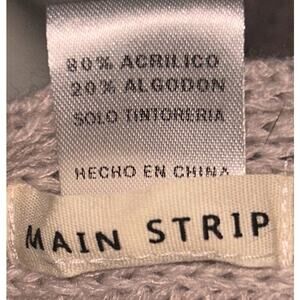 80% ACRILICO
20% ALGODON
SOLO TINTORERIA
HECHO EN CHINA
MAIN STRIP